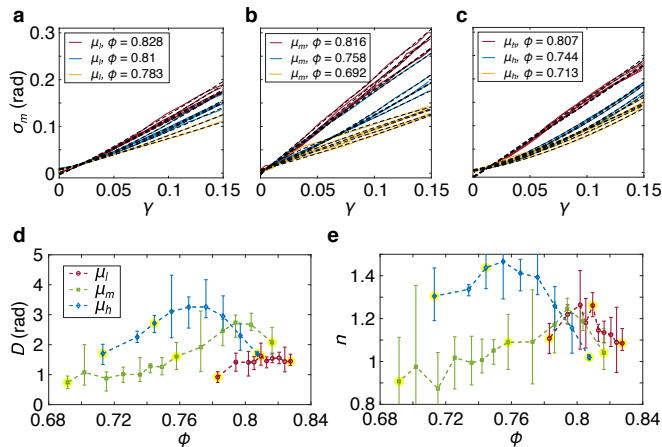 a
b
c
μl, ϕ = 0.828
μl, ϕ = 0.81
μl, ϕ = 0.783
μm, ϕ = 0.816
μm, ϕ = 0.758
μm, ϕ = 0.692
μh, ϕ = 0.807
μh, ϕ = 0.744
μh, ϕ = 0.713
σm (rad)
0.3
0.2
0.1
0
0 0.05 0.1 0.15
0 0.05 0.1 0.15
0 0.05 0.1 0.15
γ
γ
γ
d
e
μl
μm
μh
D (rad)
5
4
3
2
1
0
0.68 0.72 0.76 0.8 0.84
ϕ
n
1.4
1.2
1
0.8
0.68 0.72 0.76 0.8 0.84
ϕ